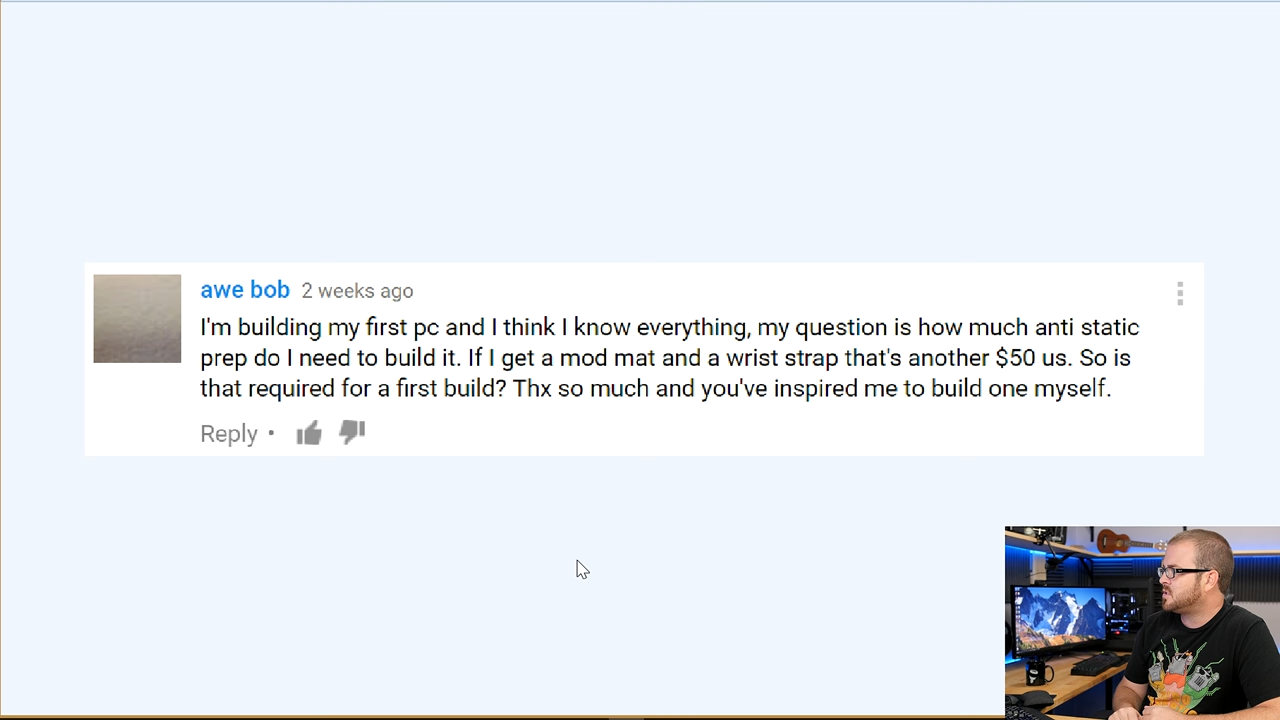 awe bob 2 weeks ago
I'm building my first pc and I think I know everything, my question is how much anti static
prep do I need to build it. If I get a mod mat and a wrist strap that's another $50 us. So is
that required for a first build? Thx so much and you've inspired me to build one myself.
Reply •